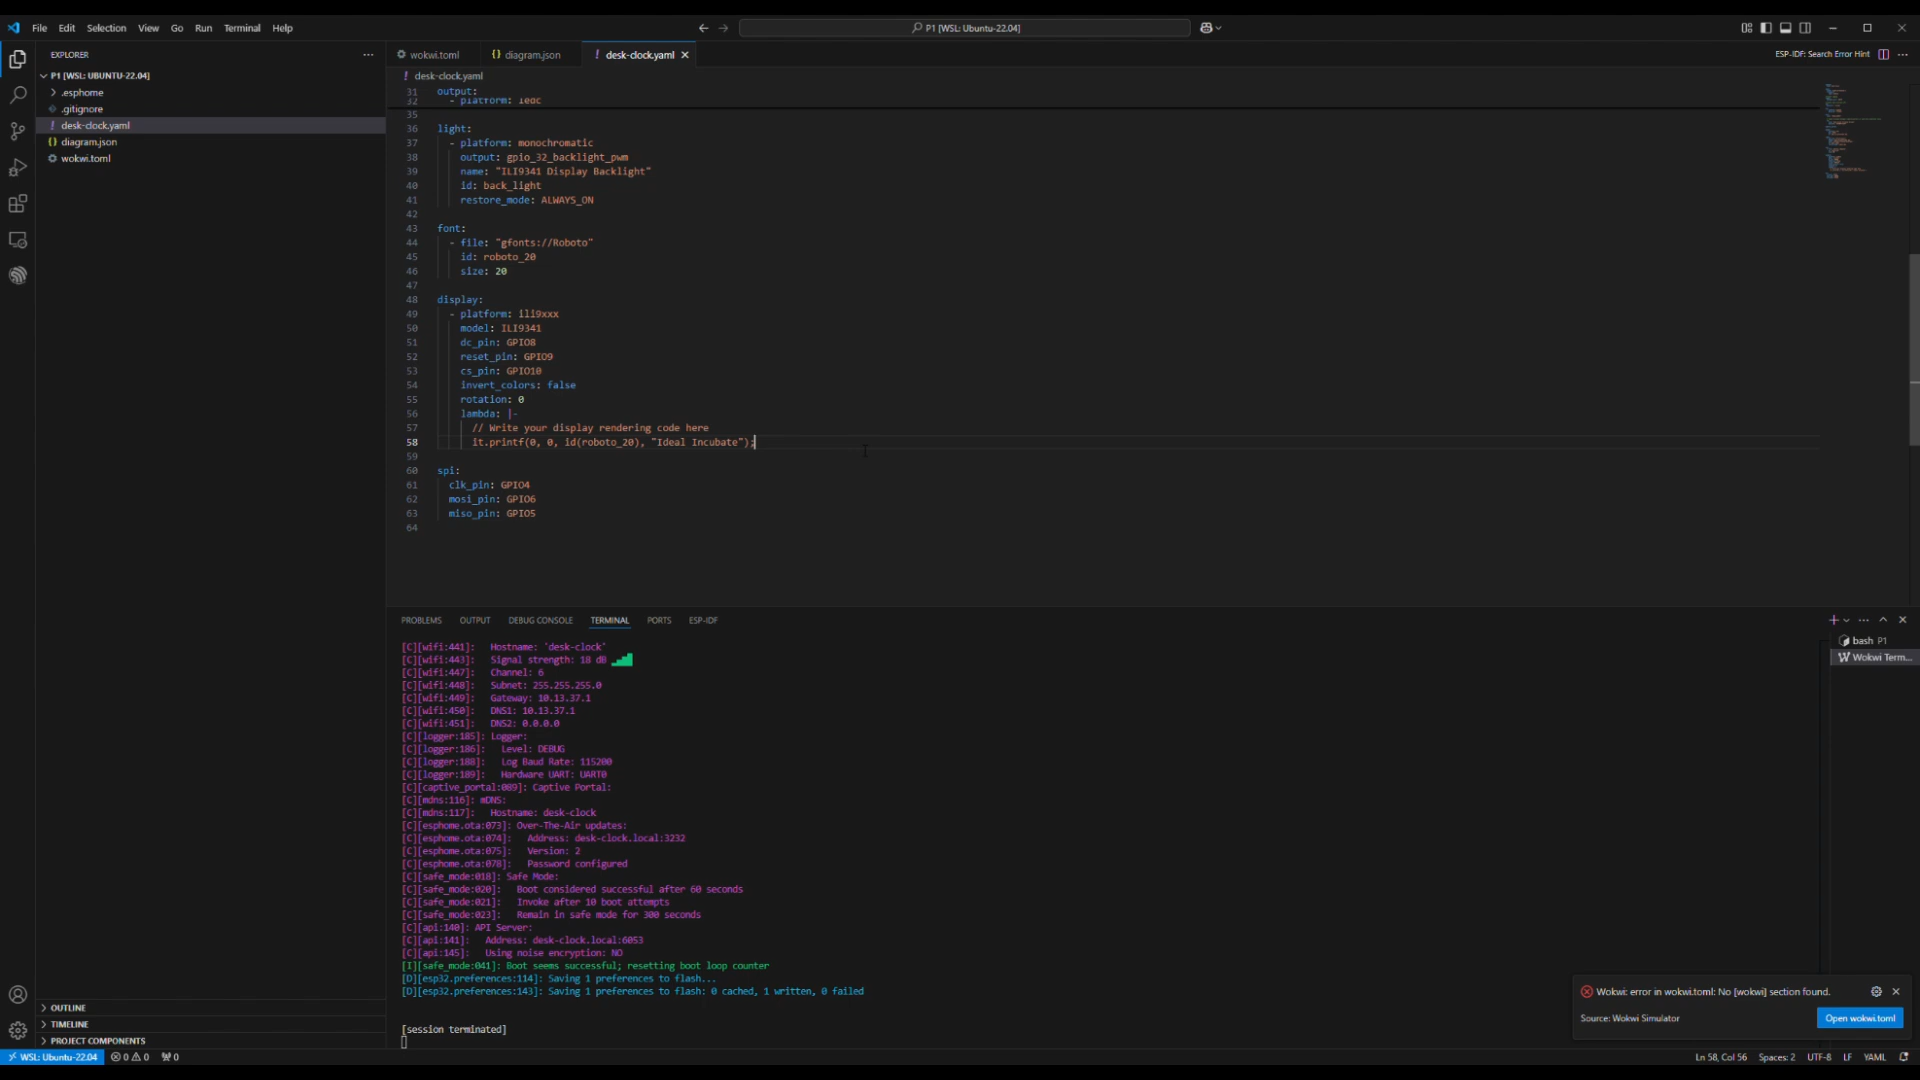 File Edit Selection View Go Run Terminal Help
P1 [WSL: Ubuntu-22.04]
EXPLORER
P1 [WSL: UBUNTU-22.04]
.esphome
.gitignore
desk-clock.yaml
diagram.json
wokwi.toml
OUTLINE
TIMELINE
PROJECT COMPONENTS
wokwi.toml diagram.json desk-clock.yaml
ESP-IDF: Search Error Hint
desk-clock.yaml
31 output:
32 - platform: ledc
35
36 light:
37 - platform: monochromatic
38 output: gpio_32_backlight_pwm
39 name: "ILI9341 Display Backlight"
40 id: back_light
41 restore_mode: ALWAYS_ON
42
43 font:
44 - file: "gfonts://Roboto"
45 id: roboto_20
46 size: 20
47
48 display:
49 - platform: ili9xxx
50 model: ILI9341
51 dc_pin: GPIO8
52 reset_pin: GPIO9
53 cs_pin: GPIO10
54 invert_colors: false
55 rotation: 0
56 lambda: |-
57 // Write your display rendering code here
58 it.printf(0, 0, id(roboto_20), "Ideal Incubate");
59
60 spi:
61 clk_pin: GPIO4
62 mosi_pin: GPIO6
63 miso_pin: GPIO5
64
PROBLEMS OUTPUT DEBUG CONSOLE TERMINAL PORTS ESP-IDF
[C][wifi:441]: Hostname: 'desk-clock'
[C][wifi:443]: Signal strength: 18 dB
[C][wifi:447]: Channel: 6
[C][wifi:448]: Subnet: 255.255.255.0
[C][wifi:449]: Gateway: 10.13.37.1
[C][wifi:450]: DNS1: 10.13.37.1
[C][wifi:451]: DNS2: 0.0.0.0
[C][logger:185]: Logger:
[C][logger:186]: Level: DEBUG
[C][logger:188]: Log Baud Rate: 115200
[C][logger:189]: Hardware UART: UART0
[C][captive_portal:089]: Captive Portal:
[C][mdns:116]: mDNS:
[C][mdns:117]: Hostname: desk-clock
[C][esphome.ota:073]: Over-The-Air updates:
[C][esphome.ota:074]: Address: desk-clock.local:3232
[C][esphome.ota:075]: Version: 2
[C][esphome.ota:078]: Password configured
[C][safe_mode:018]: Safe Mode:
[C][safe_mode:020]: Boot considered successful after 60 seconds
[C][safe_mode:021]: Invoke after 10 boot attempts
[C][safe_mode:023]: Remain in safe mode for 300 seconds
[C][api:140]: API Server:
[C][api:141]: Address: desk-clock.local:6053
[C][api:145]: Using noise encryption: NO
[I][safe_mode:041]: Boot seems successful; resetting boot loop counter
[D][esp32.preferences:114]: Saving 1 preferences to flash...
[D][esp32.preferences:143]: Saving 1 preferences to flash: 0 cached, 1 written, 0 failed
[session terminated]
bash P1
Wokwi Term...
Wokwi: error in wokwi.toml: No [wokwi] section found.
Source: Wokwi Simulator
Open wokwi.toml
WSL: Ubuntu-22.04 0 0 0
Ln 58, Col 56 Spaces: 2 UTF-8 LF YAML